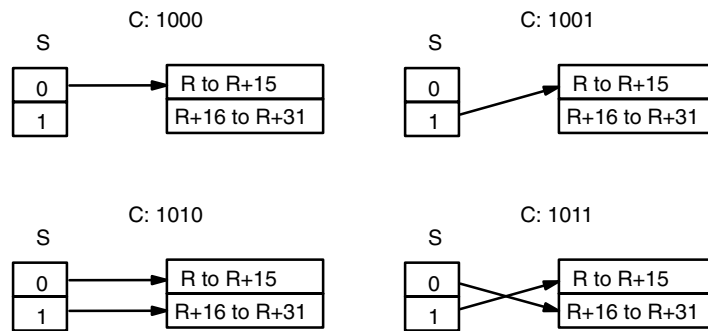 C: 1000
S
0 R to R+15
1 R+16 to R+31
C: 1001
S
0 R to R+15
1 R+16 to R+31
C: 1010
S
0 R to R+15
1 R+16 to R+31
C: 1011
S
0 R to R+15
1 R+16 to R+31